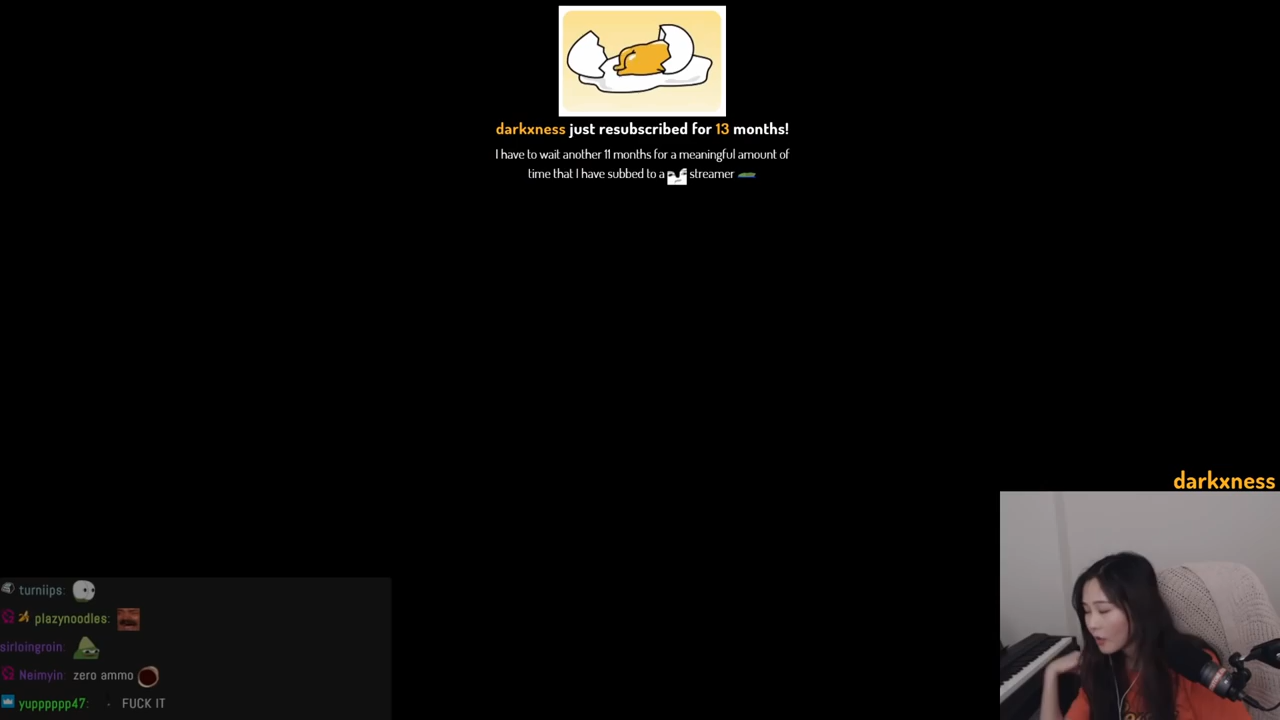 darkxness just resubscribed for 13 months!
I have to wait another 11 months for a meaningful amount of
time that I have subbed to a streamer
darkxness
turniips:
plazynoodles:
sirloingroin:
Neimyin: zero ammo
yupppppp47: FUCK IT